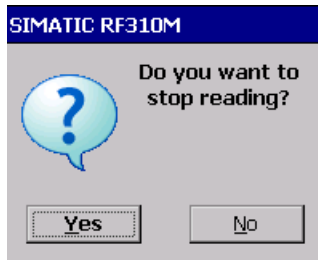 SIMATIC RF310M
Do you want to
stop reading?
?
Yes No